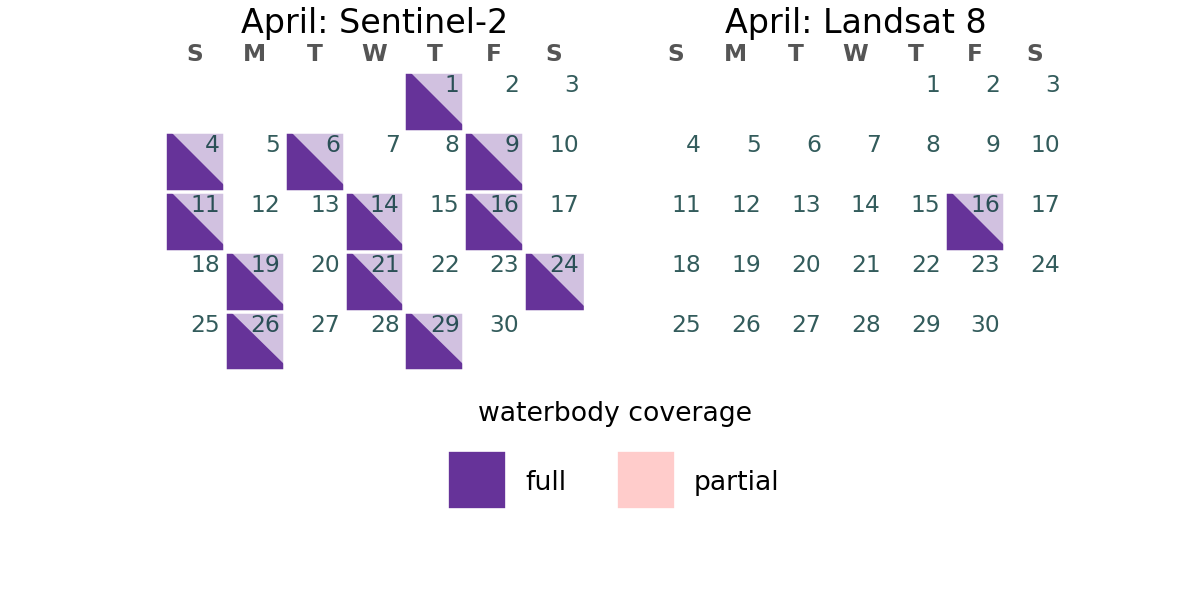 April: Sentinel-2
S M T W T F S
1 2 3
4 5 6 7 8 9 10
11 12 13 14 15 16 17
18 19 20 21 22 23 24
25 26 27 28 29 30
April: Landsat 8
S M T W T F S
1 2 3
4 5 6 7 8 9 10
11 12 13 14 15 16 17
18 19 20 21 22 23 24
25 26 27 28 29 30
waterbody coverage
full partial